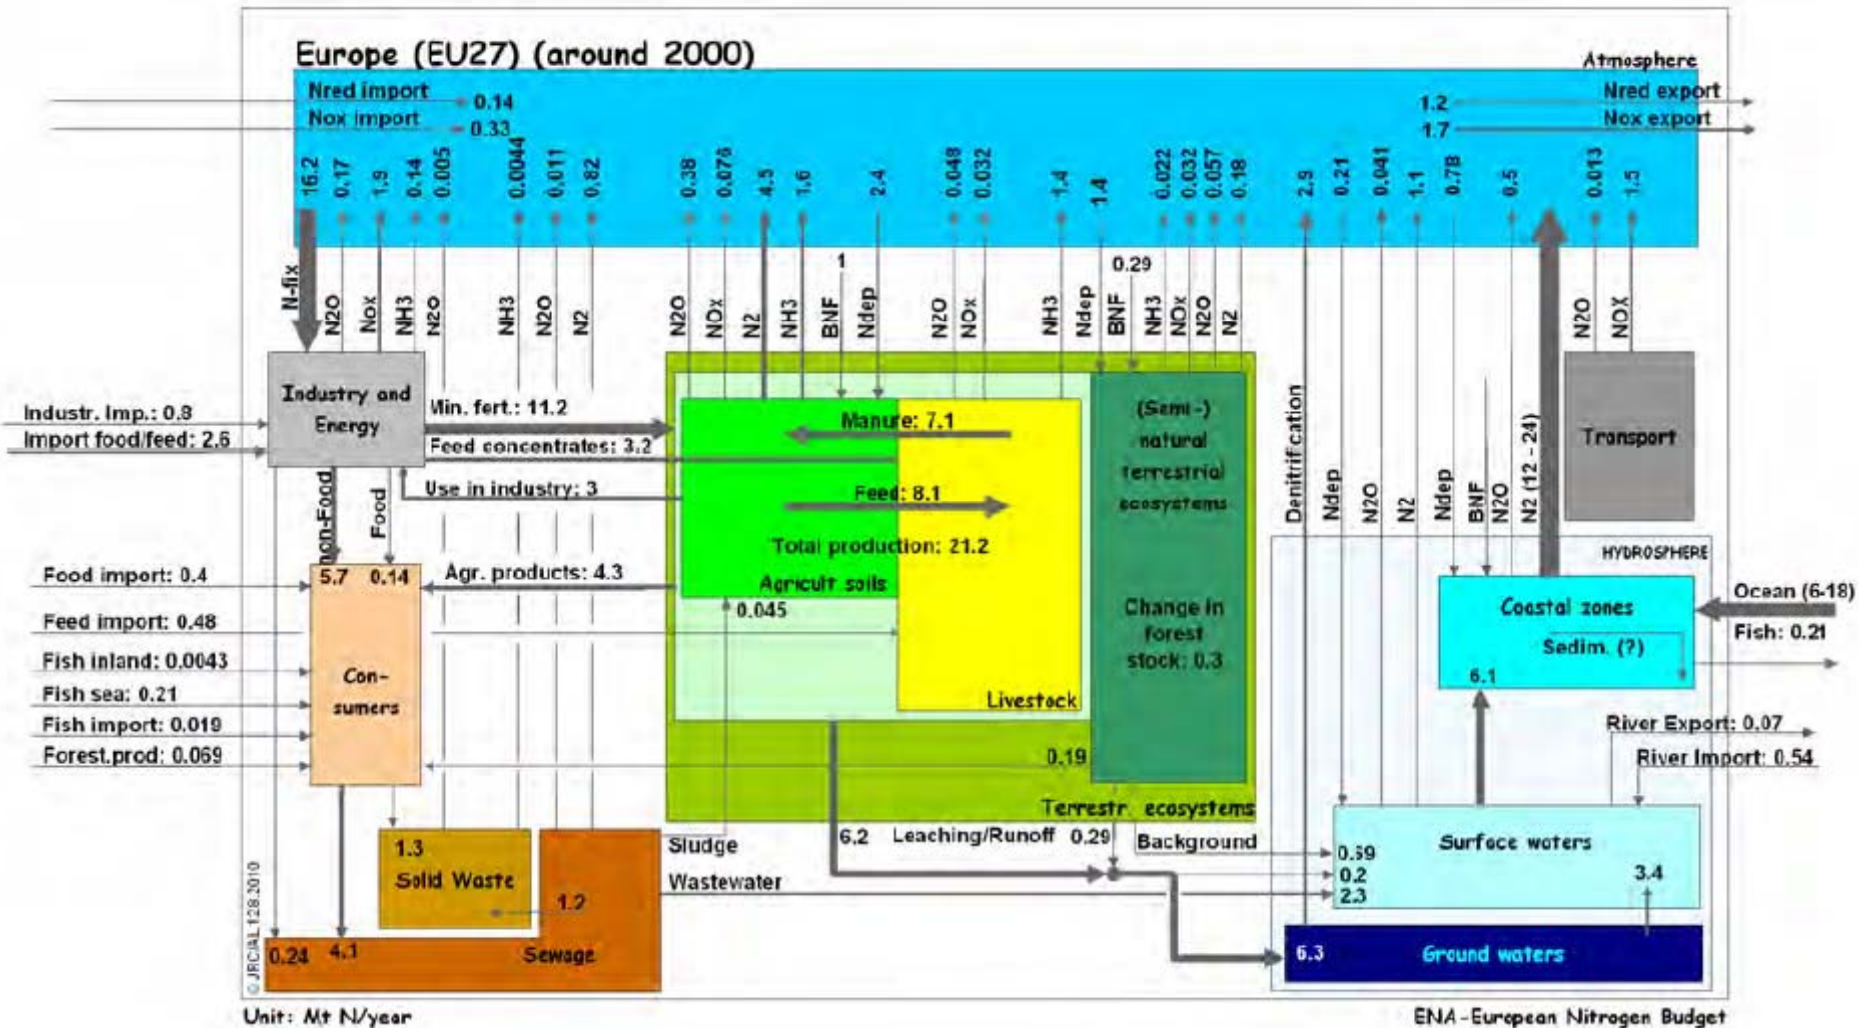 Europe (EU27) (around 2000)
Atmosphere
Nred import
0.14
Nox import
0.33
1.2
Nred export
1.7
Nox export
16.2
0.17
1.9
0.14
0.005
0.0044
0.011
0.82
0.38
0.076
4.5
1.6
2.4
0.048
0.032
1.4
1.4
0.022
0.032
0.057
0.18
2.9
0.21
0.041
1.1
0.78
0.5
0.013
1.5
1
0.29
N-fix
N2O
Nox
NH3
N2O
NH3
N2O
N2
N2O
NOx
N2
NH3
BNF
Ndep
N2O
NOx
NH3
Ndep
BNF
NH3
NOx
N2O
N2
Denitrification
Ndep
N2O
N2
Ndep
BNF
N2O
N2 (12 - 24)
N2O
NOX
Industry and
Energy
Industr. Imp.: 0.8
Import food/feed: 2.6
Min. fert.: 11.2
Feed concentrates: 3.2
Use in industry: 3
non-Food
Food
Manure: 7.1
Feed: 8.1
Total production: 21.2
Agricult soils
Livestock
(Semi-)
natural
terrestrial
ecosystems
Change in
forest
stock: 0.3
Transport
HYDROSPHERE
Food import: 0.4
5.7
0.14
Agr. products: 4.3
0.045
Feed import: 0.48
Fish inland: 0.0043
Fish sea: 0.21
Fish import: 0.019
Forest.prod: 0.069
Con-
sumers
0.19
Terrestr. ecosystems
Coastal zones
Sedim. (?)
6.1
Ocean (6-18)
Fish: 0.21
River Export: 0.07
River Import: 0.54
1.3
Solid Waste
1.2
Sludge
Wastewater
6.2
Leaching/Runoff
0.29
Background
Surface waters
0.2
2.3
3.4
0.24
4.1
Sewage
6.3
Ground waters
Unit: Mt N/year
ENA-European Nitrogen Budget